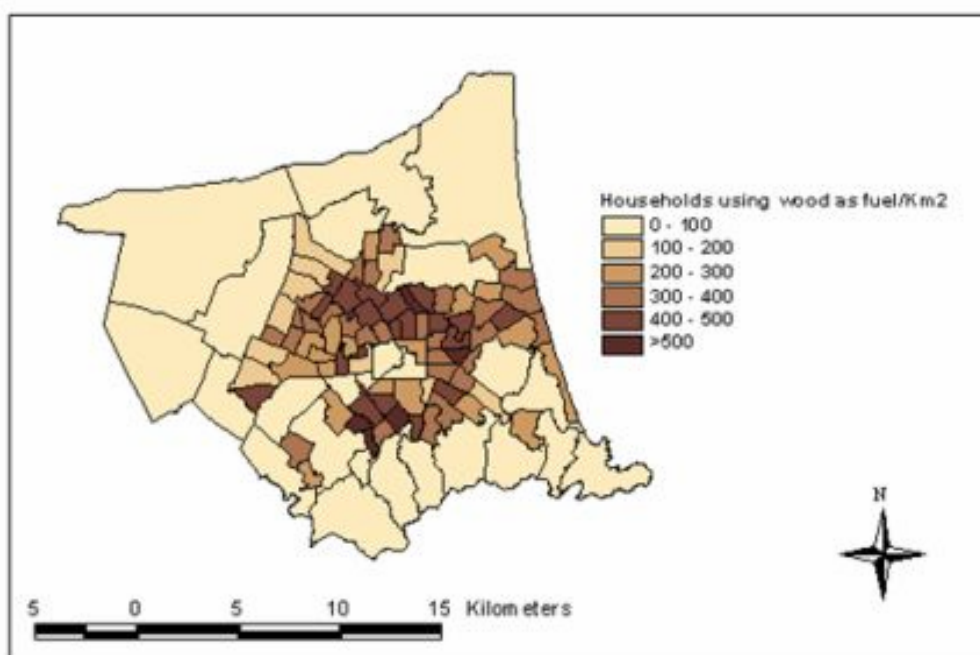 Households using wood as fuel/Km2
0 - 100
100 - 200
200 - 300
300 - 400
400 - 500
>500
N
5 0 5 10 15 Kilometers